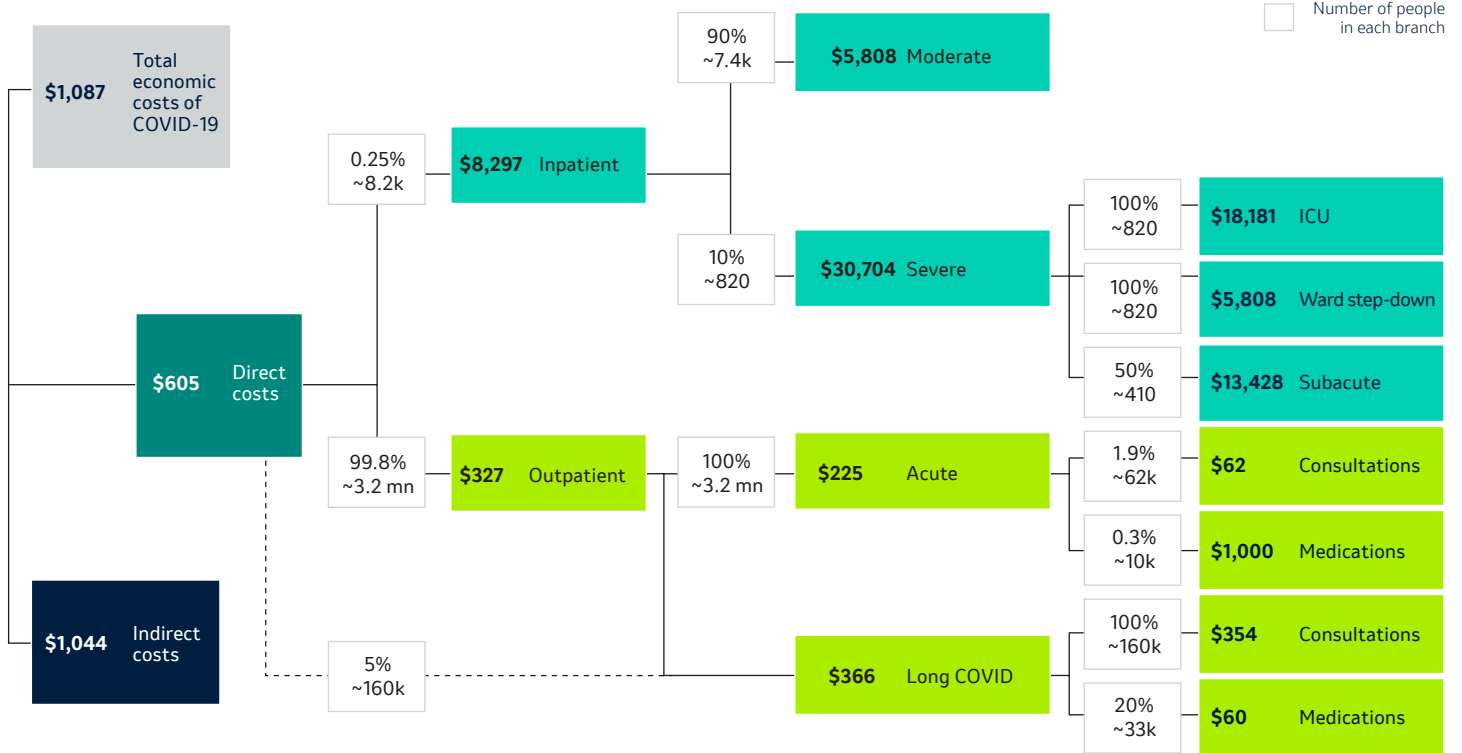 Number of people
in each branch
$1,087
Total
economic
costs of
COVID-19
$605
Direct
costs
$1,044
Indirect
costs
0.25%
~8.2k
$8,297 Inpatient
90%
~7.4k
$5,808 Moderate
10%
~820
$30,704 Severe
100%
~820
$18,181 ICU
100%
~820
$5,808 Ward step-down
50%
~410
$13,428 Subacute
99.8%
~3.2 mn
$327 Outpatient
100%
~3.2 mn
$225 Acute
1.9%
~62k
$62 Consultations
0.3%
~10k
$1,000 Medications
5%
~160k
$366 Long COVID
100%
~160k
$354 Consultations
20%
~33k
$60 Medications